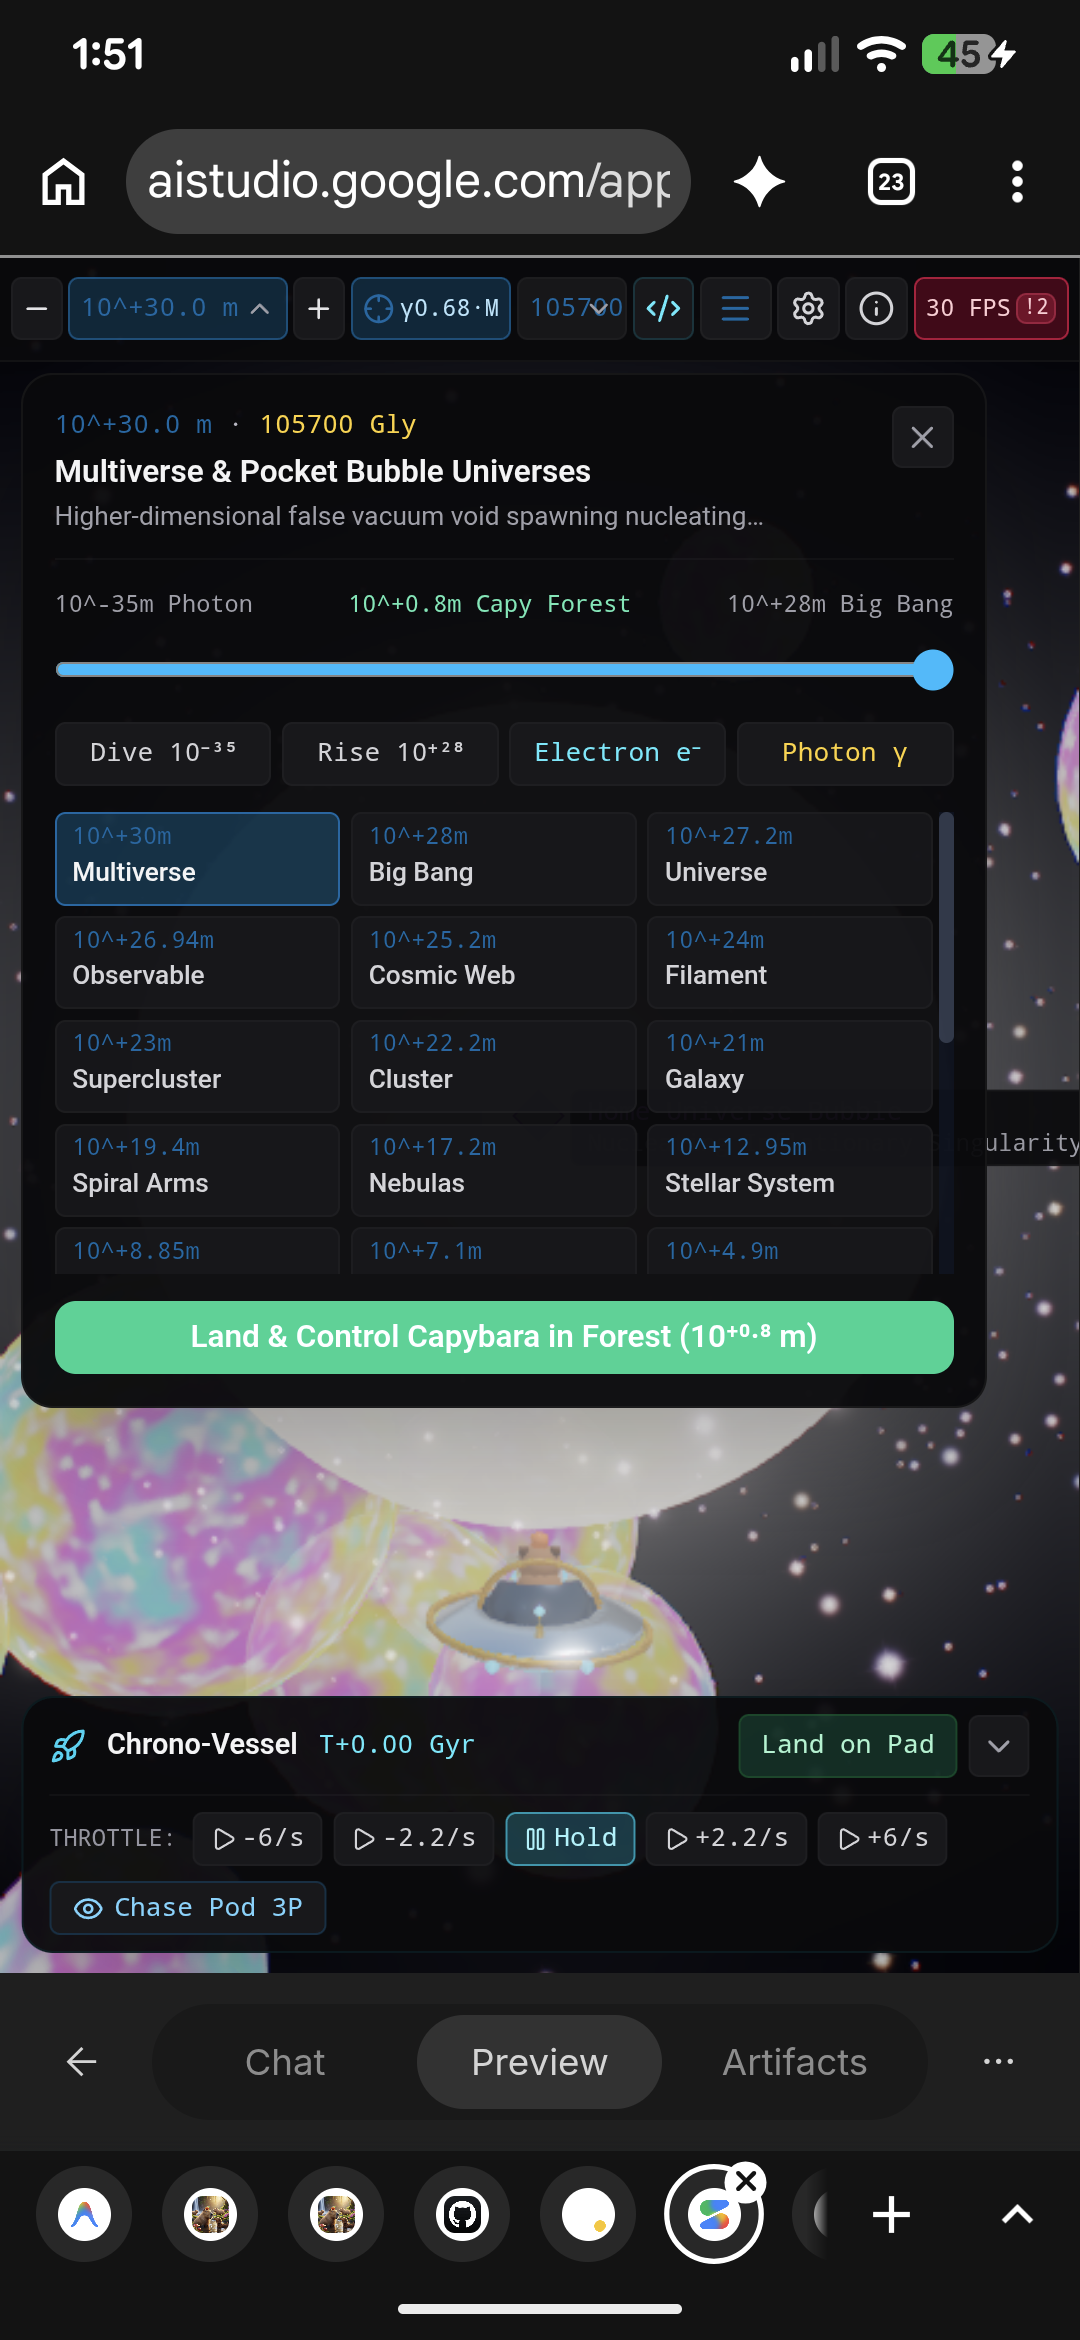 1:51
45
aistudio.google.com/app
23
10^+30.0 m
γ0.68·M
105700
30 FPS !2
10^+30.0 m · 105700 Gly
Multiverse & Pocket Bubble Universes
Higher-dimensional false vacuum void spawning nucleating…
10^-35m Photon
10^+0.8m Capy Forest
10^+28m Big Bang
Dive 10⁻³⁵
Rise 10⁺²⁸
Electron e⁻
Photon γ
10^+30m
Multiverse
10^+28m
Big Bang
10^+27.2m
Universe
10^+26.94m
Observable
10^+25.2m
Cosmic Web
10^+24m
Filament
10^+23m
Supercluster
10^+22.2m
Cluster
10^+21m
Galaxy
10^+19.4m
Spiral Arms
10^+17.2m
Nebulas
10^+12.95m
Stellar System
ularity
10^+8.85m
10^+7.1m
10^+4.9m
Land & Control Capybara in Forest (10⁺⁰·⁸ m)
Chrono-Vessel T+0.00 Gyr
Land on Pad
THROTTLE: -6/s -2.2/s Hold +2.2/s +6/s
Chase Pod 3P
Chat
Preview
Artifacts